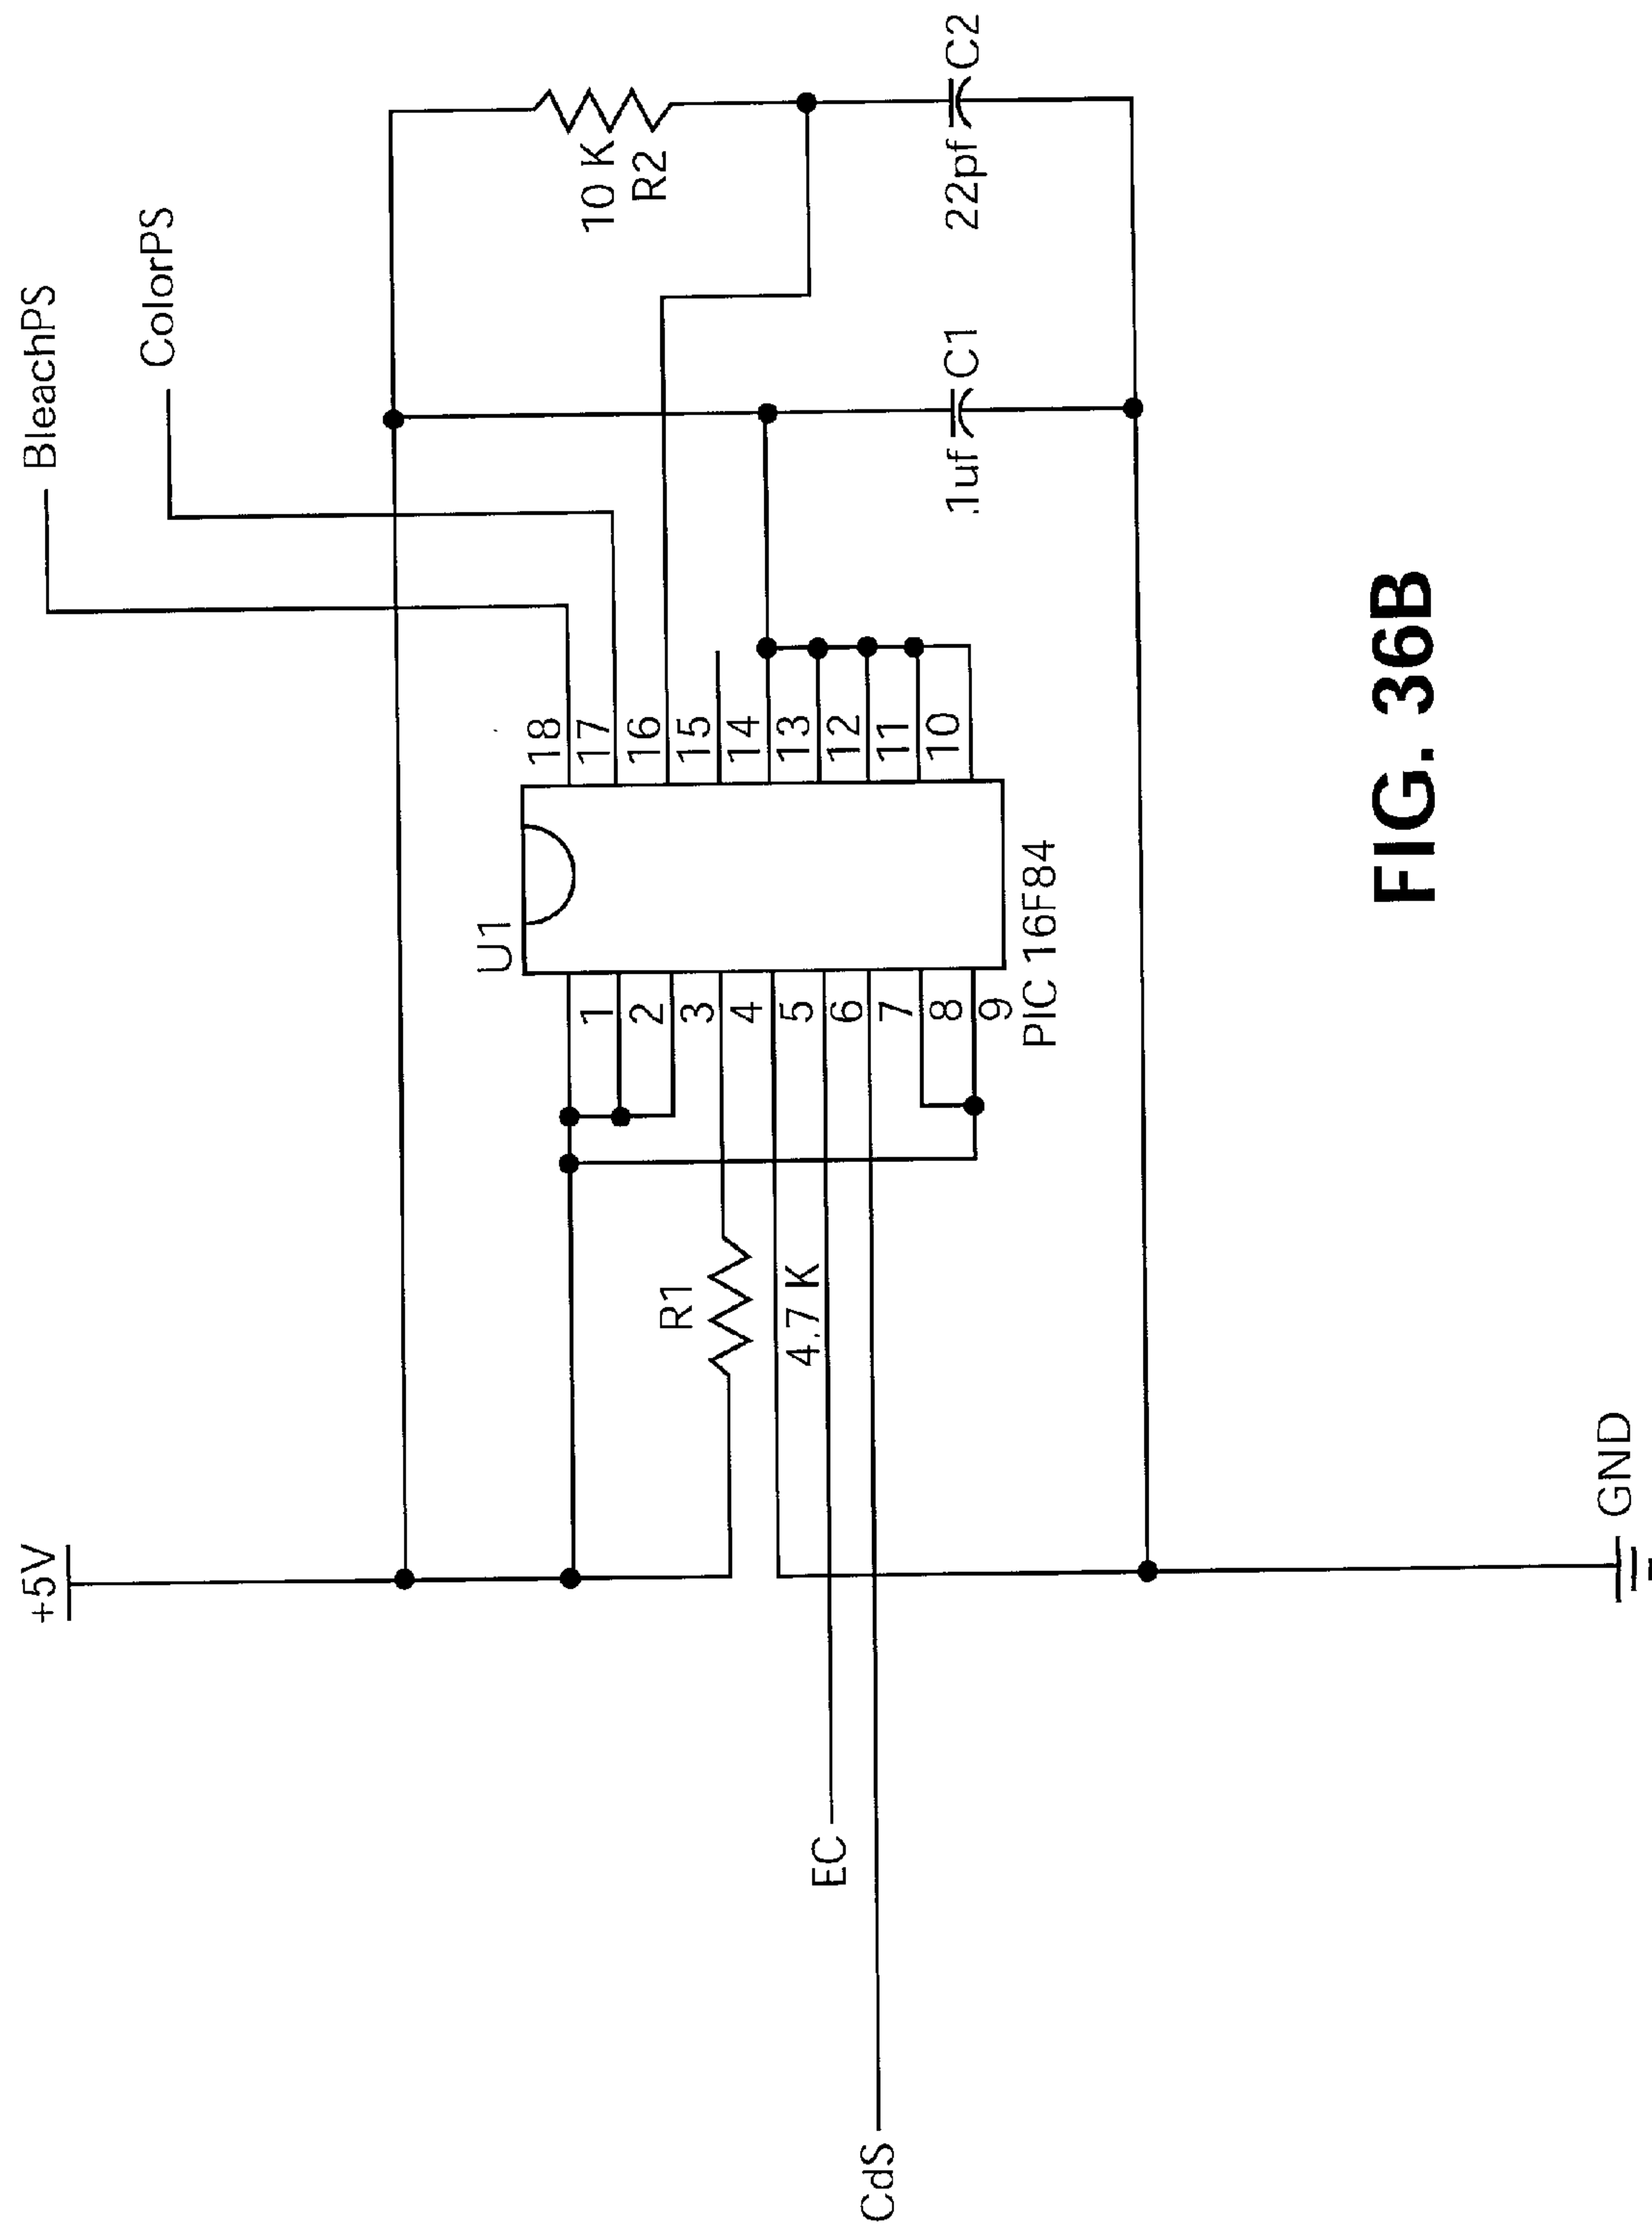 BleachPS
ColorPS
+5V
10 K
R2
U1
18
17
16
15
14
13
12
11
10
1
2
3
4
5
6
7
8
9
R1
4.7 K
PIC 16F84
.1uf
C1
22pf
C2
EC
CdS
GND
FIG. 36B